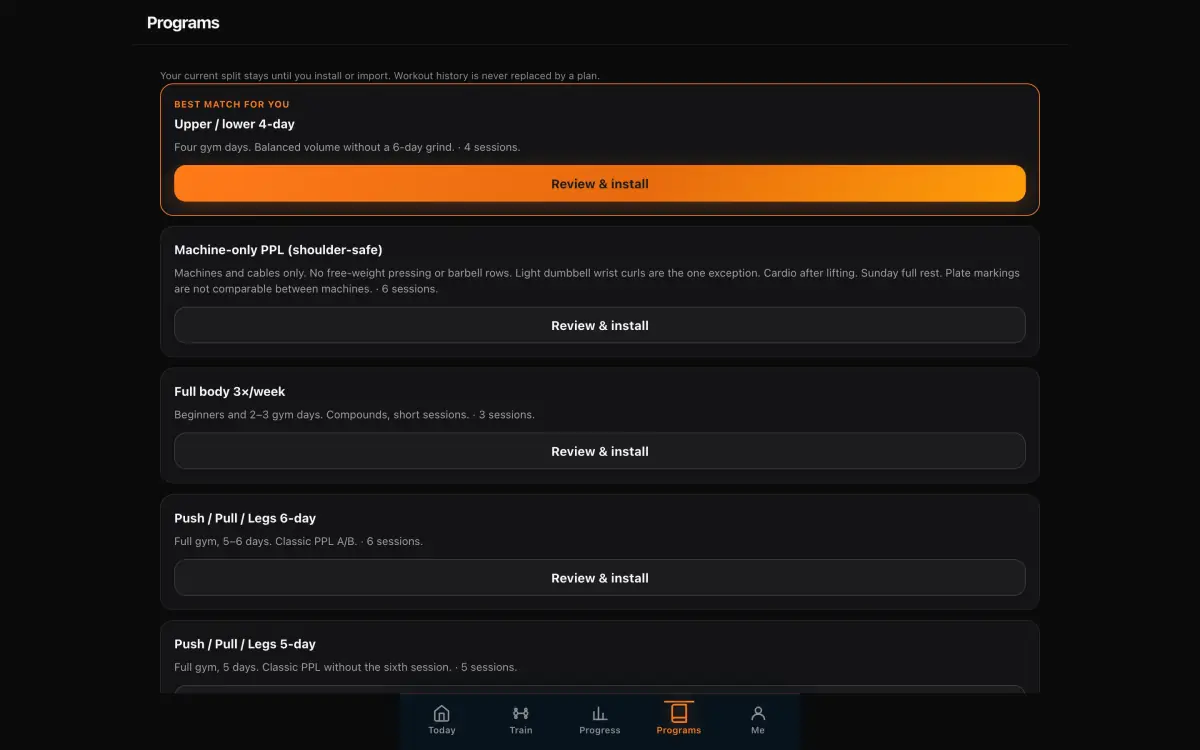 Programs
Your current split stays until you install or import. Workout history is never replaced by a plan.
BEST MATCH FOR YOU
Upper / lower 4-day
Four gym days. Balanced volume without a 6-day grind. · 4 sessions.
Review & install
Machine-only PPL (shoulder-safe)
Machines and cables only. No free-weight pressing or barbell rows. Light dumbbell wrist curls are the one exception. Cardio after lifting. Sunday full rest. Plate markings
are not comparable between machines. · 6 sessions.
Review & install
Full body 3×/week
Beginners and 2–3 gym days. Compounds, short sessions. · 3 sessions.
Review & install
Push / Pull / Legs 6-day
Full gym, 5–6 days. Classic PPL A/B. · 6 sessions.
Review & install
Push / Pull / Legs 5-day
Full gym, 5 days. Classic PPL without the sixth session. · 5 sessions.
Today
Train
Progress
Programs
Me